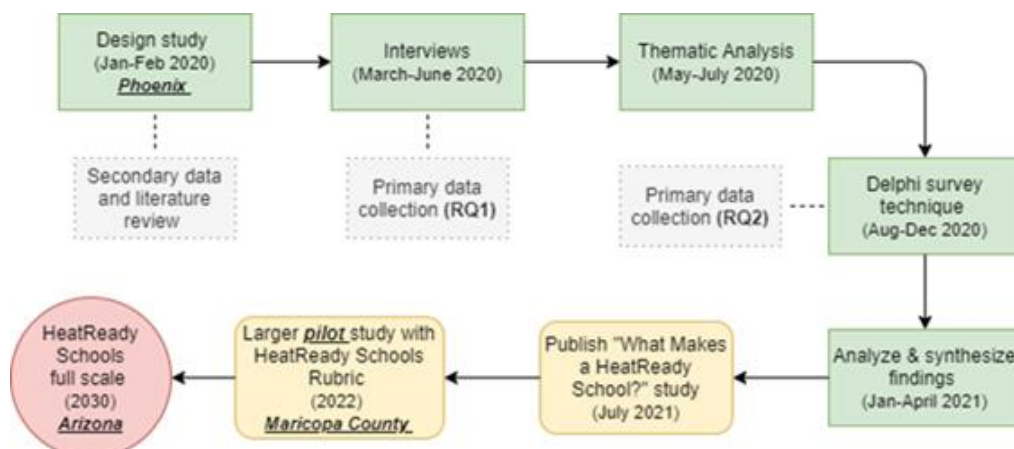 Design study
(Jan-Feb 2020)
Phoenix
Interviews
(March-June 2020)
Thematic Analysis
(May-July 2020)
Secondary data
and literature
review
Primary data
collection (RQ1)
Primary data
collection (RQ2)
Delphi survey
technique
(Aug-Dec 2020)
HeatReady
Schools
full scale
(2030)
Arizona
Larger pilot study with
HeatReady Schools
Rubric
(2022)
Maricopa County
Publish "What Makes
a HeatReady
School?" study
(July 2021)
Analyze & synthesize
findings
(Jan-April 2021)